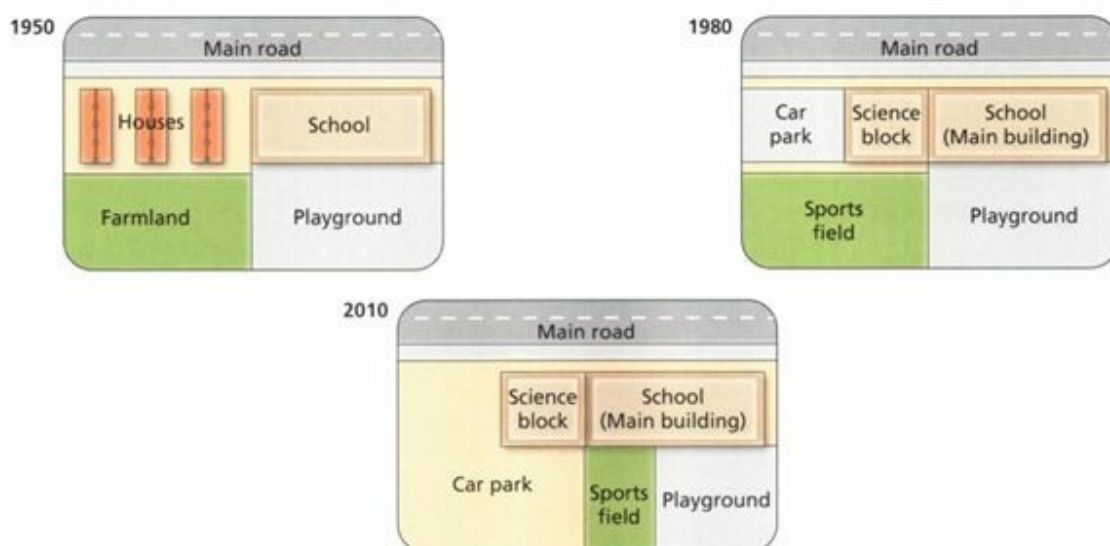 1950
Main road
Houses
School
Farmland
Playground
1980
Main road
Car
park
Science
block
School
(Main building)
Sports
field
Playground
2010
Main road
Science
block
School
(Main building)
Car park
Sports
field
Playground